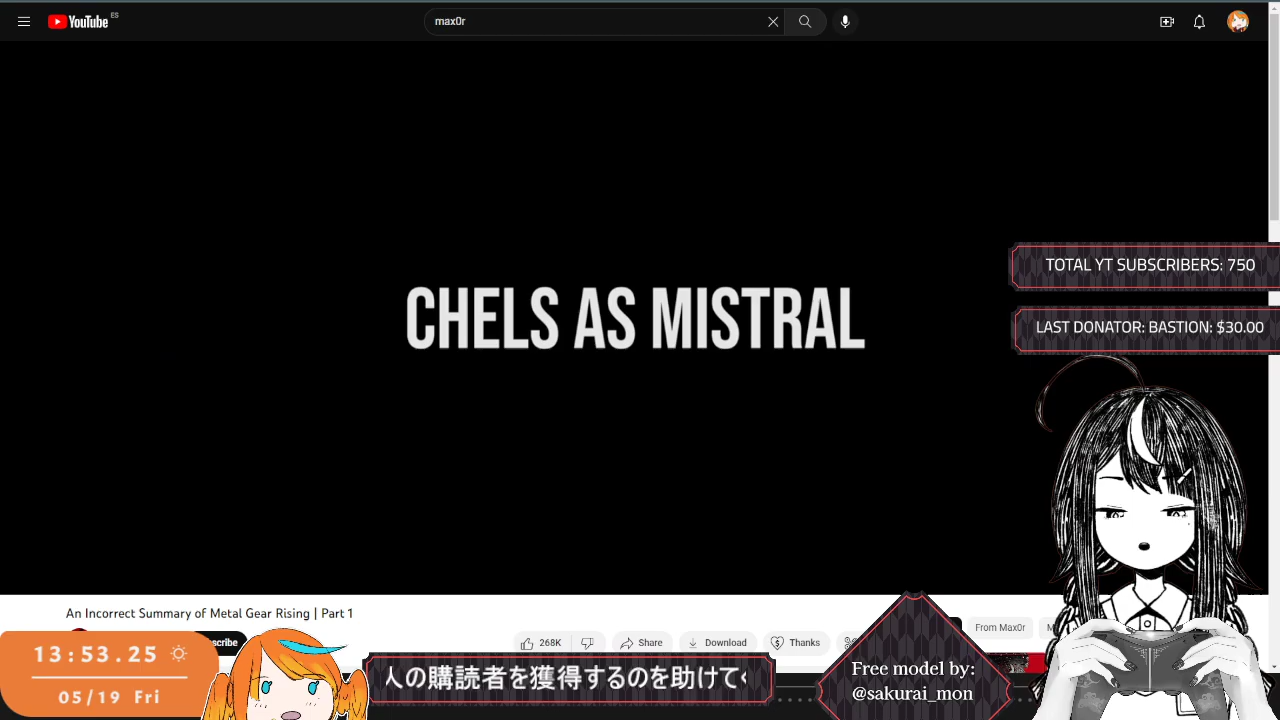 YouTube ES
max0r
CHELS AS MISTRAL
TOTAL YT SUBSCRIBERS: 750
LAST DONATOR: BASTION: $30.00
An Incorrect Summary of Metal Gear Rising | Part 1
From Max0r
268K
Share
Download
Thanks
13:53.25
05/19 Fri
人の購読者を獲得するのを助けて
Free model by:
@sakurai_mon